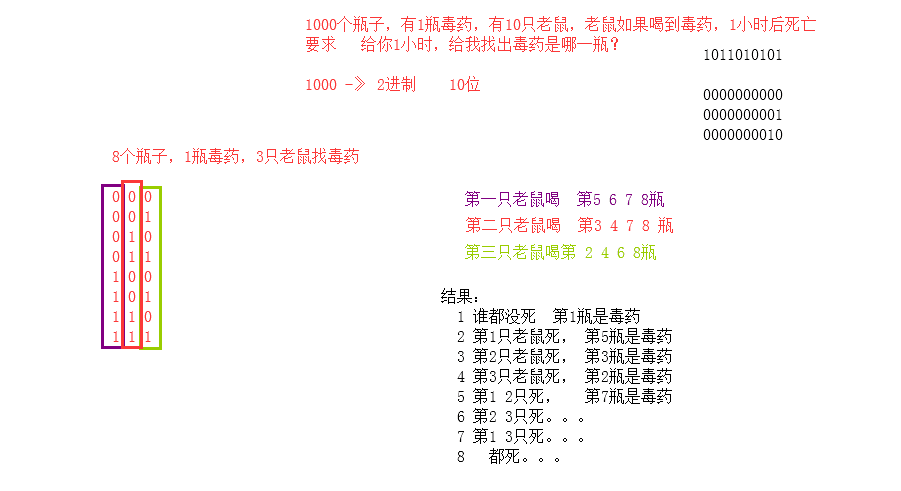 1000个瓶子，有1瓶毒药，有10只老鼠，老鼠如果喝到毒药，1小时后死亡
要求 给你1小时，给我找出毒药是哪一瓶？
1011010101
1000 -》 2进制 10位
0000000000
0000000001
0000000010
8个瓶子，1瓶毒药，3只老鼠找毒药
0 0 0
0 0 1
0 1 0
0 1 1
1 0 0
1 0 1
1 1 0
1 1 1
第一只老鼠喝 第5 6 7 8瓶
第二只老鼠喝 第3 4 7 8 瓶
第三只老鼠喝第 2 4 6 8瓶
结果：
1 谁都没死 第1瓶是毒药
2 第1只老鼠死， 第5瓶是毒药
3 第2只老鼠死， 第3瓶是毒药
4 第3只老鼠死， 第2瓶是毒药
5 第1 2只死， 第7瓶是毒药
6 第2 3只死。。。
7 第1 3只死。。。
8 都死。。。